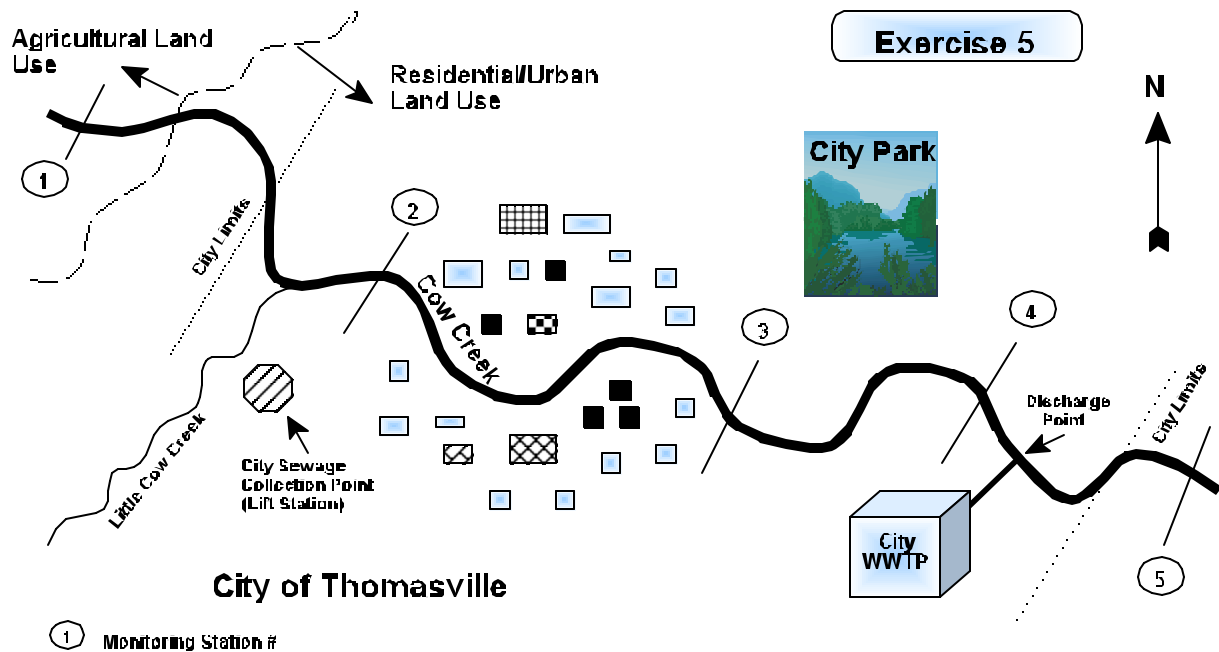 Exercise 5
Agricultural Land
Use
Residential/Urban
Land Use
N
City Park
1
City Limits
2
Cow Creek
3
4
Discharge
Point
City Limits
Little Cow Creek
City Sewage
Collection Point
(Lift Station)
City
WWTP
5
City of Thomasville
1 Monitoring Station #